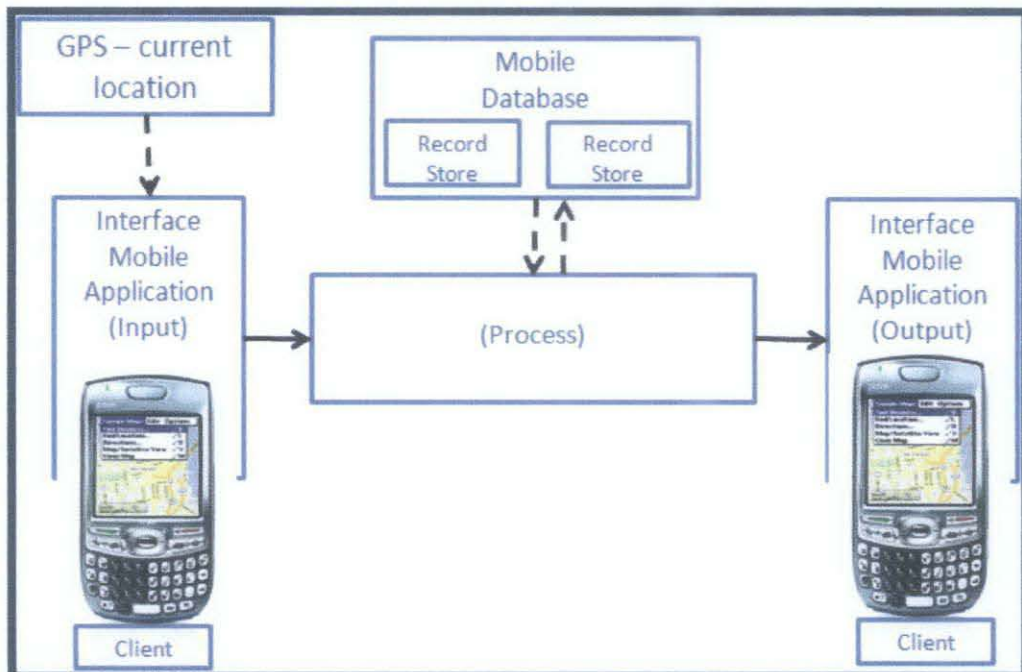 GPS – current
location
Mobile
Database
Record
Store
Record
Store
Interface
Mobile
Application
(Input)
(Process)
Interface
Mobile
Application
(Output)
Client
Client